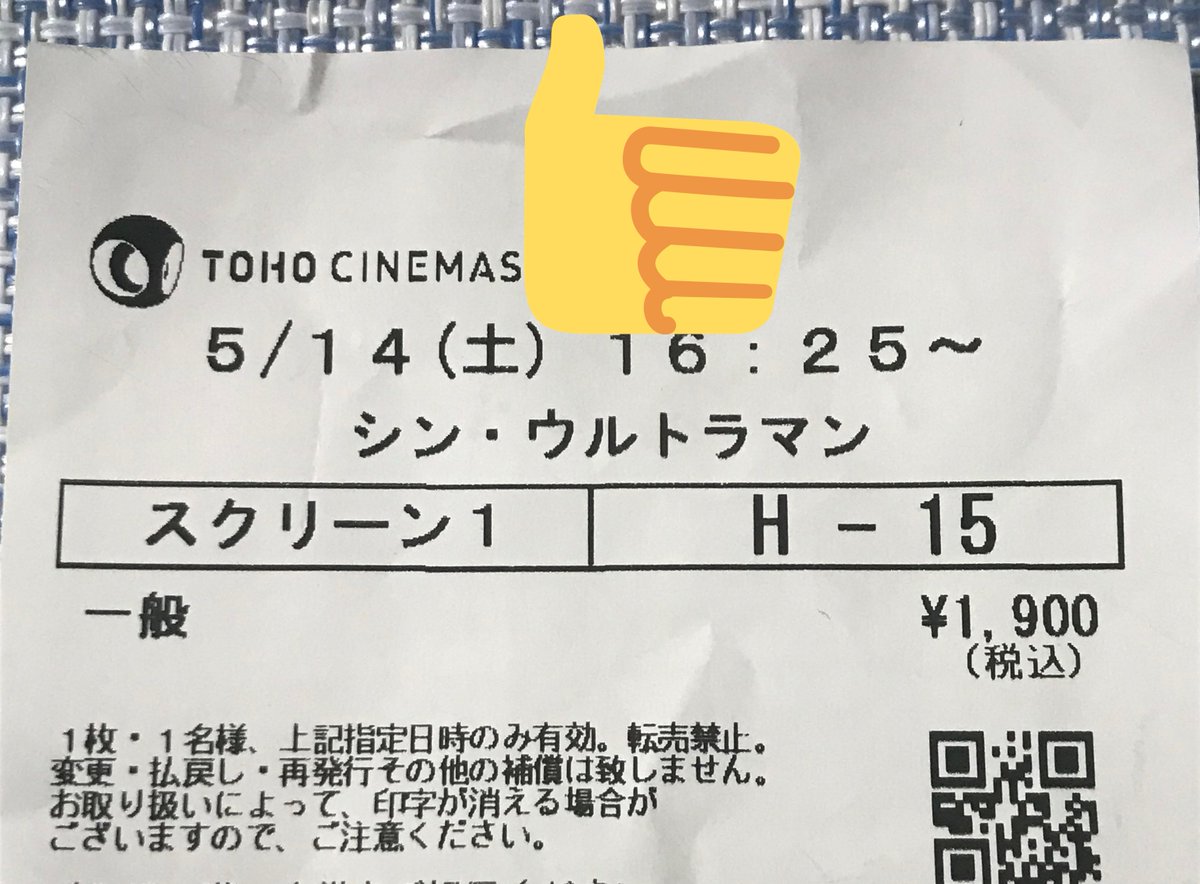 TOHO CINEMAS
5/14(土) 16:25～
シン・ウルトラマン
スクリーン1 H-15
一般 ¥1,900
(税込)
1枚・1名様、上記指定日時のみ有効。転売禁止。
変更・払戻し・再発行その他の補償は致しません。
お取り扱いによって、印字が消える場合が
ございますので、ご注意ください。